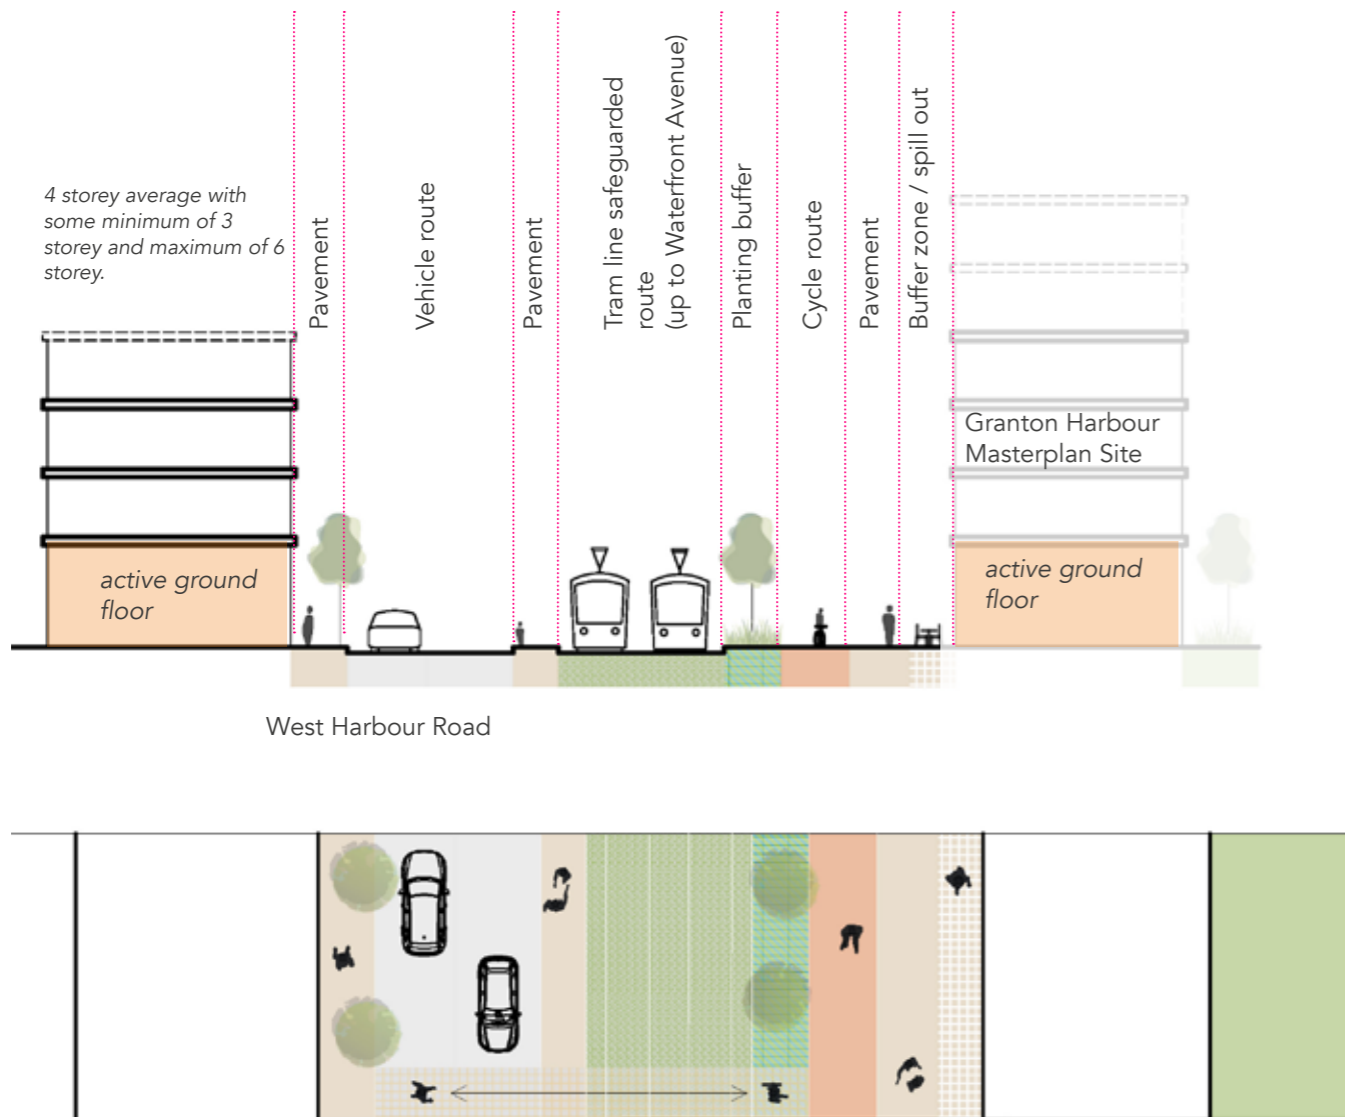 4 storey average with
some minimum of 3
storey and maximum of 6
storey.
Pavement
Vehicle route
Pavement
Tram line safeguarded
route
(up to Waterfront Avenue)
Planting buffer
Cycle route
Pavement
Buffer zone / spill out
Granton Harbour
Masterplan Site
active ground
floor
active ground
floor
West Harbour Road